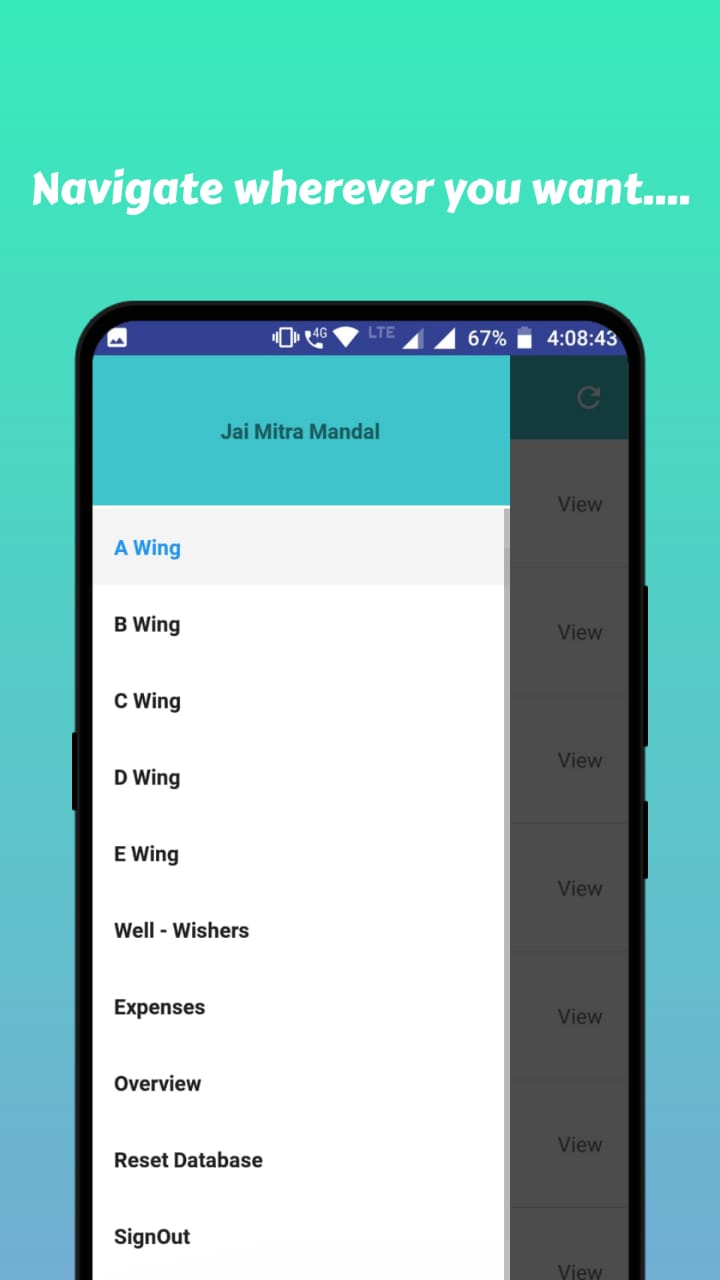 Navigate wherever you want....
4G
LTE
67%
4:08:43
Jai Mitra Mandal
A Wing
View
B Wing
View
C Wing
View
D Wing
E Wing
View
Well - Wishers
Expenses
View
Overview
Reset Database
View
SignOut
View